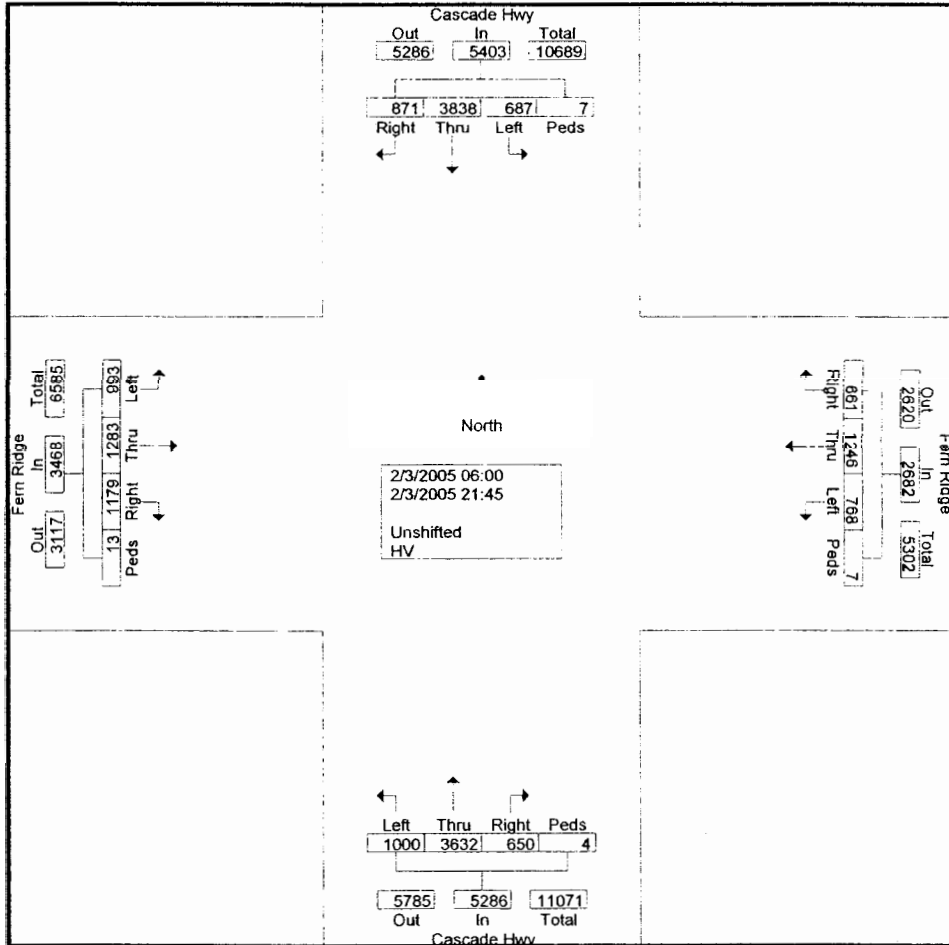 Cascade Hwy
Out In Total
5286 5403 10689
871 3838 687 7
Right Thru Left Peds
Fern Ridge
Total In Out
6585 3468 3117
993 1283 1179 13
Left Thru Right Peds
North
2/3/2005 06:00
2/3/2005 21:45
Unshifted
HV
Right Thru Left Peds
661 1246 768 7
Out In Total
2620 2682 5302
Fern Ridge
Left Thru Right Peds
1000 3632 650 4
5785 5286 11071
Out In Total
Cascade Hwy